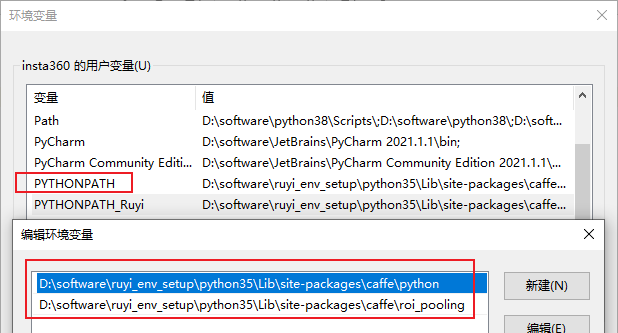 环境变量
insta360 的用户变量(U)
变量 值
Path D:\software\python38\Scripts\;D:\software\python38\;D:\soft...
PyCharm D:\software\JetBrains\PyCharm 2021.1.1\bin;
PyCharm Community Editi... D:\software\JetBrains\PyCharm Community Edition 2021.1.1\...
PYTHONPATH D:\software\ruyi_env_setup\python35\Lib\site-packages\caffe...
PYTHONPATH_Ruyi D:\software\ruyi_env_setup\python35\Lib\site-packages\caffe...
编辑环境变量
D:\software\ruyi_env_setup\python35\Lib\site-packages\caffe\python
新建(N)
D:\software\ruyi_env_setup\python35\Lib\site-packages\caffe\roi_pooling
编辑(E)